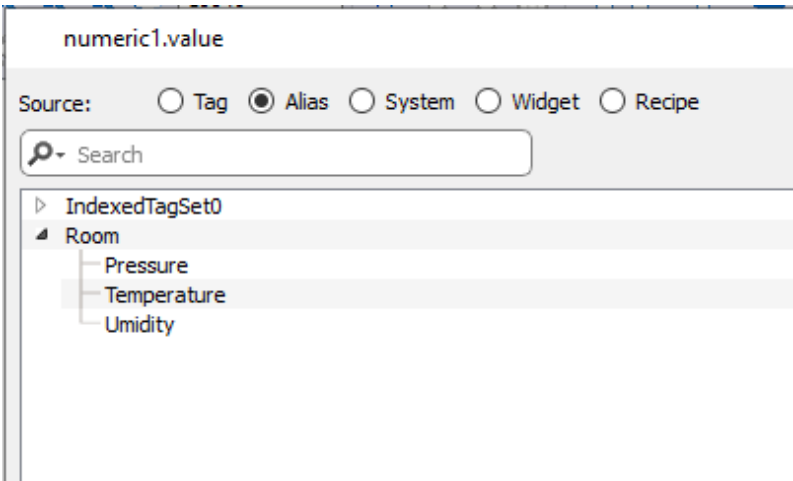 numeric1.value
Source: Tag Alias System Widget Recipe
Search
IndexedTagSet0
Room
Pressure
Temperature
Umidity